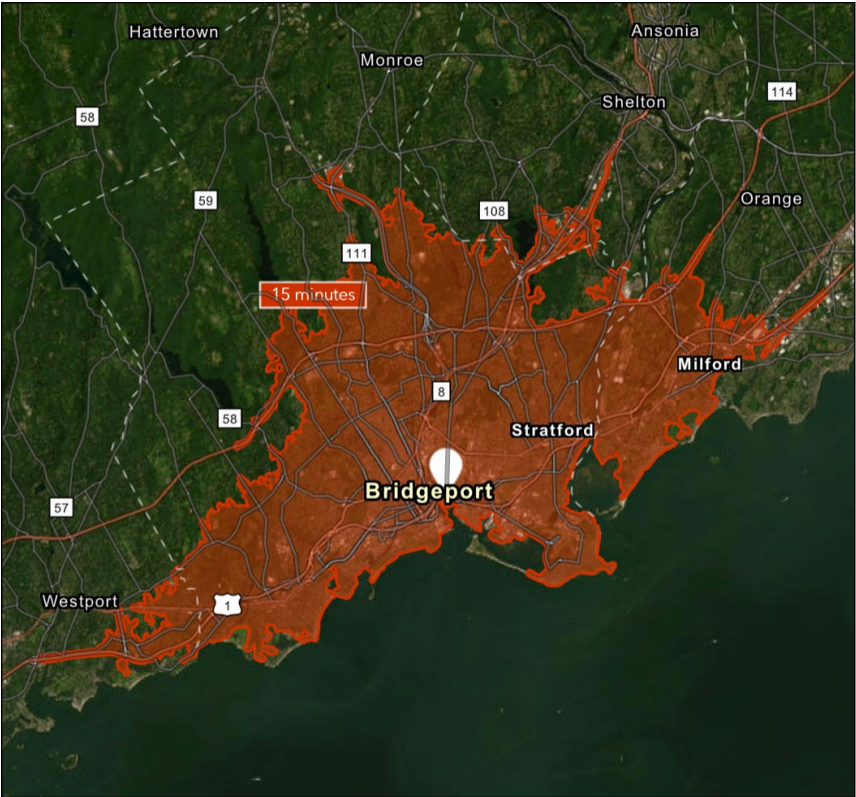 Hattertown
Ansonia
Monroe
114
Shelton
58
Orange
59
108
111
15 minutes
Milford
8
58
Stratford
Bridgeport
57
Westport
1